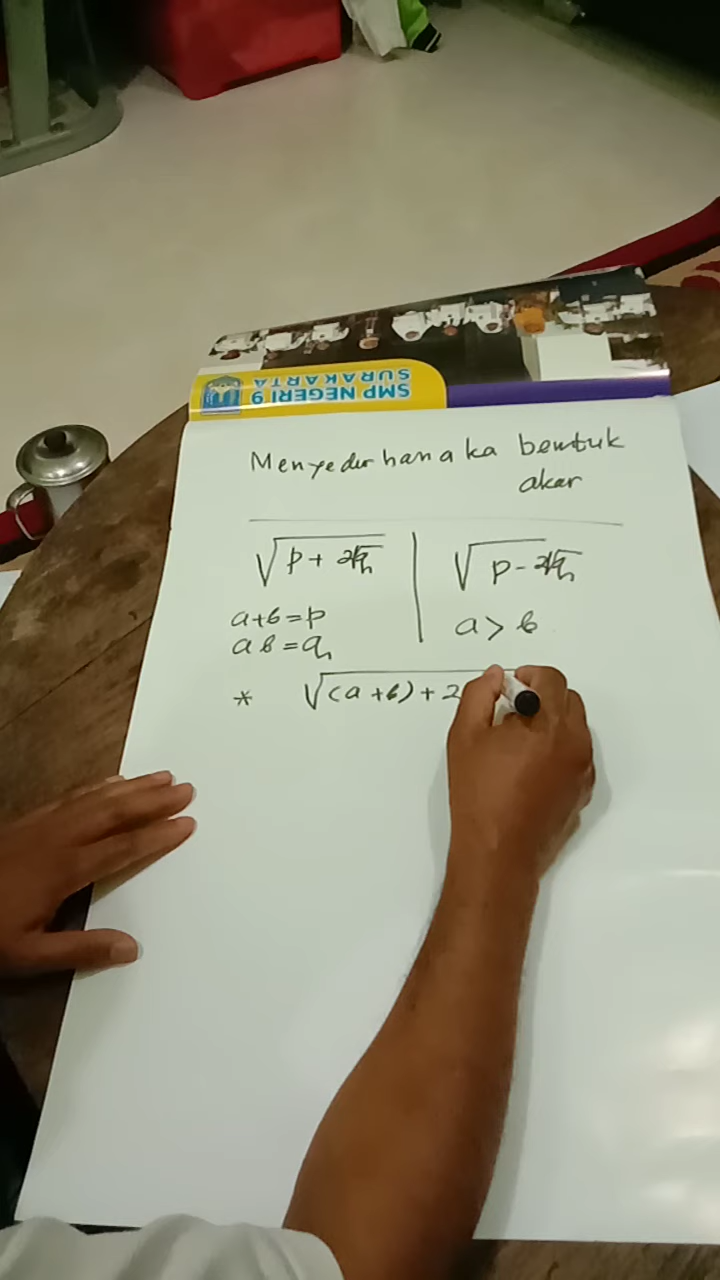 SMP NEGERI 9
SURAKARTA
Menyederhanaka bentuk
akar
√(p + 2√q) | √(p - 2√q)
a+b=p
ab=q
a > b
* √(a+b)+2